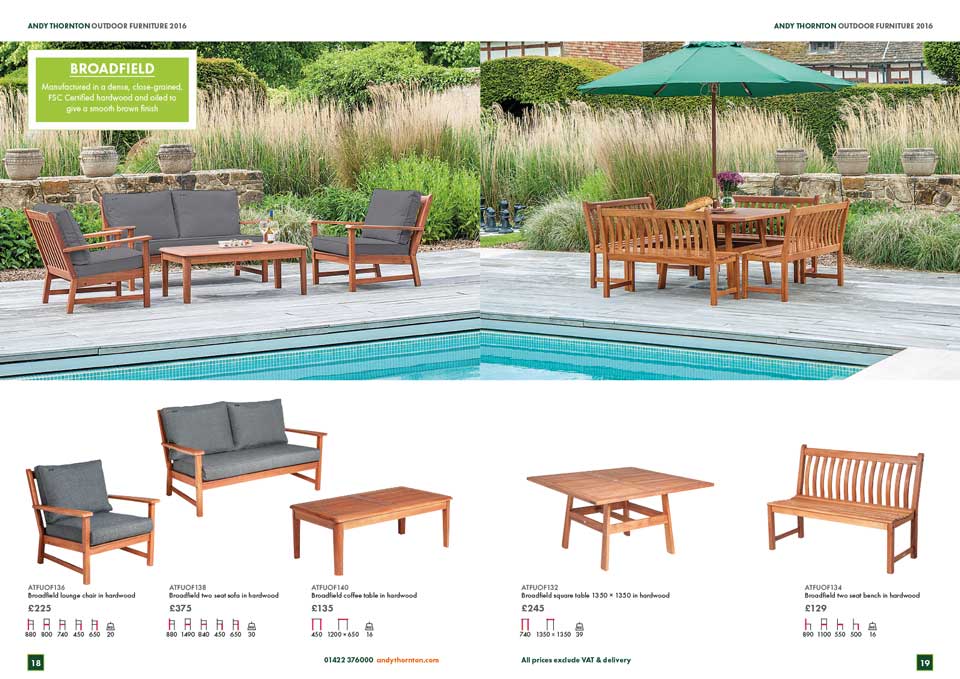 ANDY THORNTON OUTDOOR FURNITURE 2016
ANDY THORNTON OUTDOOR FURNITURE 2016
BROADFIELD
Manufactured in a dense, close-grained,
FSC Certified hardwood and oiled to
give a smooth brown finish
ATFUOF136
Broadfield lounge chair in hardwood
£225
880 800 740 450 650 20
ATFUOF138
Broadfield two seat sofa in hardwood
£375
880 1490 840 450 650 30
ATFUOF140
Broadfield coffee table in hardwood
£135
450 1200 × 650 16
ATFUOF132
Broadfield square table 1350 × 1350 in hardwood
£245
740 1350 × 1350 39
ATFUOF134
Broadfield two seat bench in hardwood
£129
890 1100 550 500 16
18
01422 376000 andythornton.com
All prices exclude VAT & delivery
19